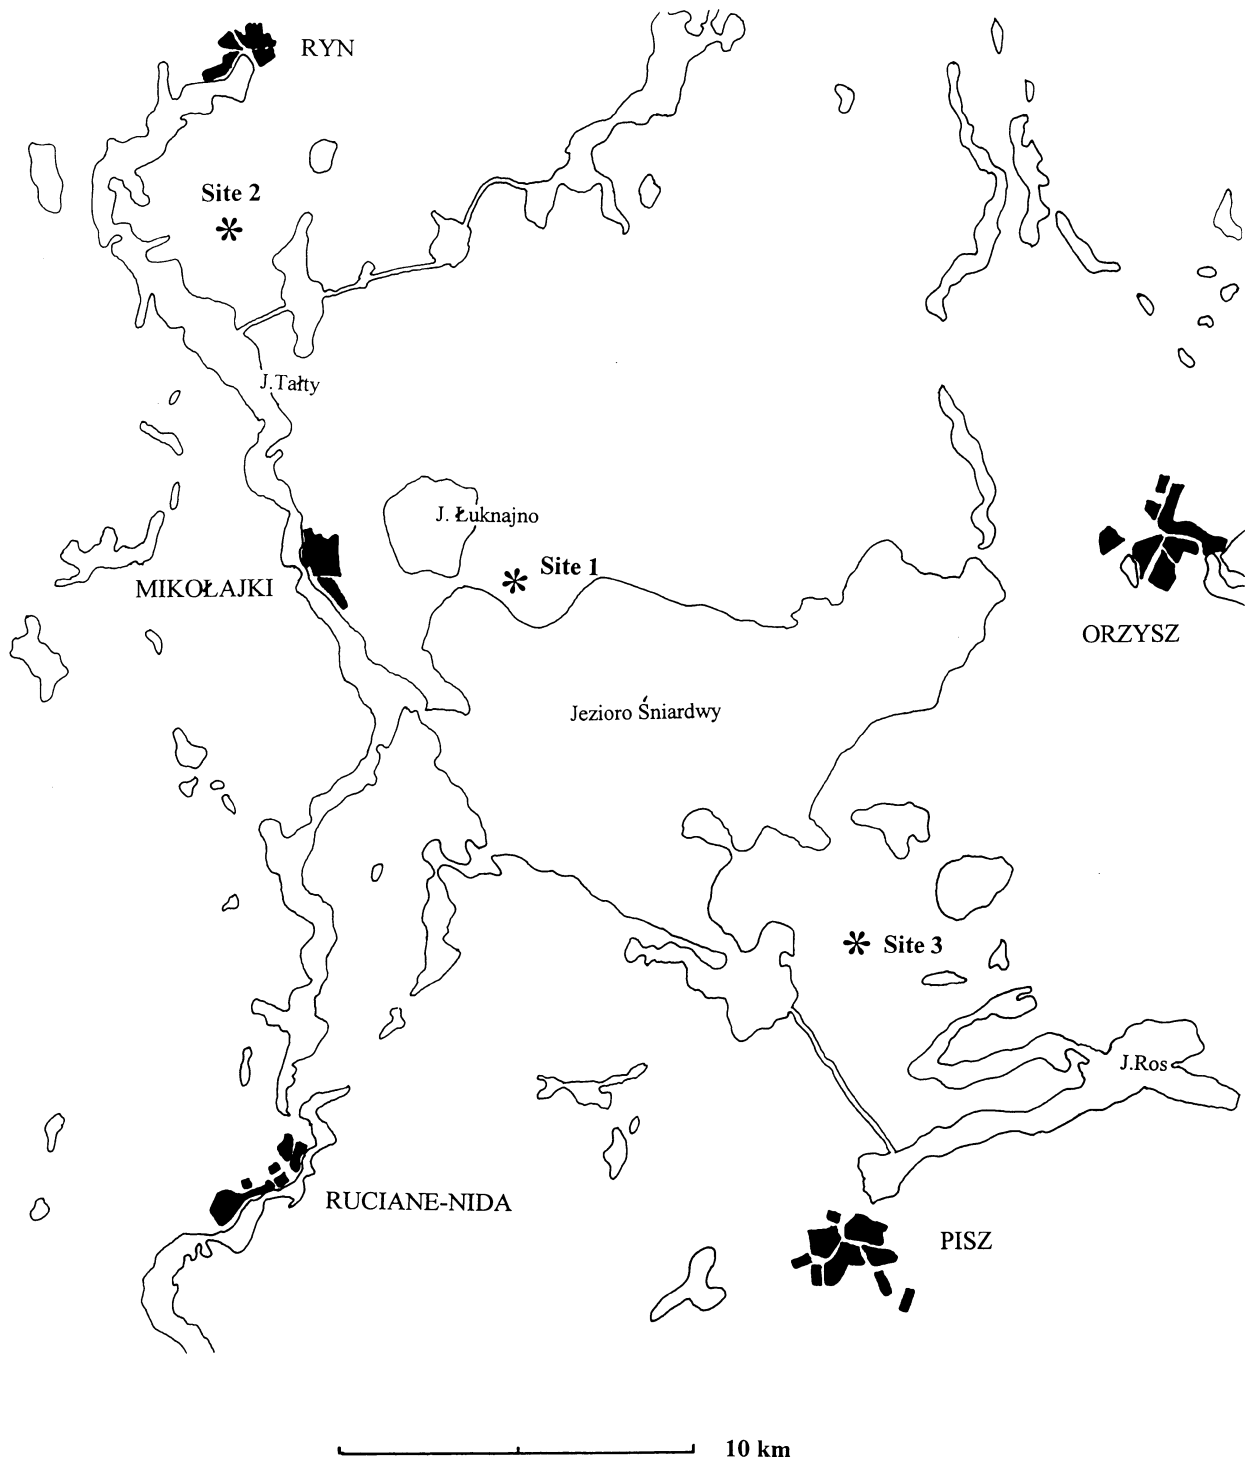 RYN
Site 2
J.Tałty
J. Łuknajno
Site 1
MIKOŁAJKI
ORZYSZ
Jezioro Śniardwy
Site 3
J.Ros
RUCIANE-NIDA
PISZ
10 km